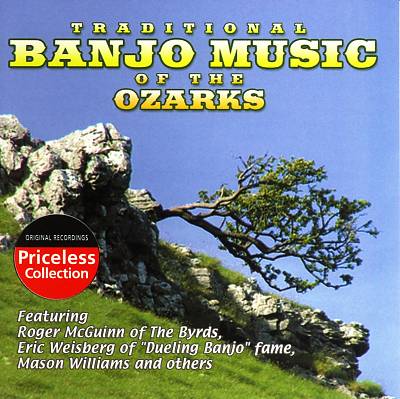 TRADITIONAL
BANJO MUSIC
OF THE
OZARKS
ORIGINAL RECORDINGS
Priceless
Collection
Featuring
Roger McGuinn of The Byrds,
Eric Weisberg of "Dueling Banjo" fame,
Mason Williams and others